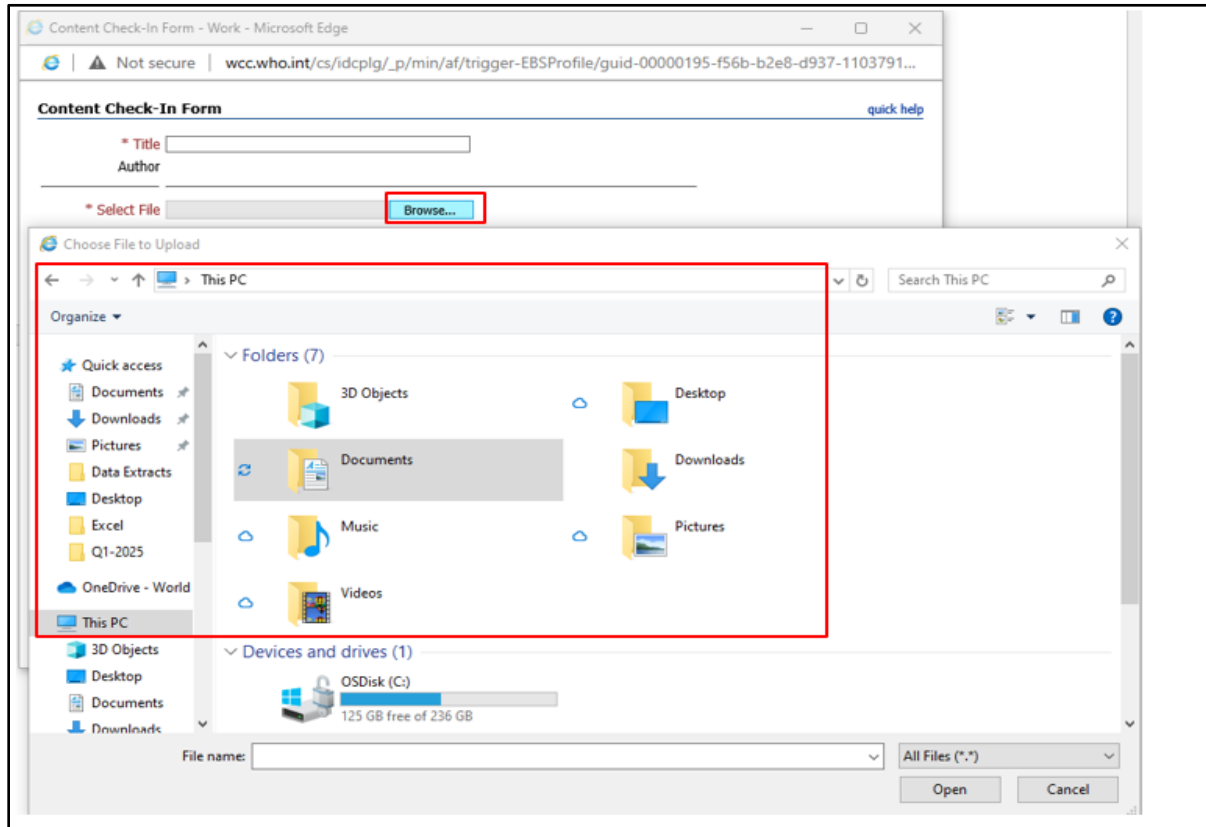 Content Check-In Form - Work - Microsoft Edge
Not secure wcc.who.int/cs/idcplg/_p/min/af/trigger-EBSProfile/guid-00000195-f56b-b2e8-d937-1103791...
Content Check-In Form quick help
* Title
Author
* Select File Browse...
Choose File to Upload
This PC Search This PC
Organize
Quick access
Documents
Downloads
Pictures
Data Extracts
Desktop
Excel
Q1-2025
OneDrive - World
This PC
3D Objects
Desktop
Documents
Downloads
Folders (7)
3D Objects Desktop
Documents Downloads
Music Pictures
Videos
Devices and drives (1)
OSDisk (C:)
125 GB free of 236 GB
File name: All Files (*.*)
Open Cancel